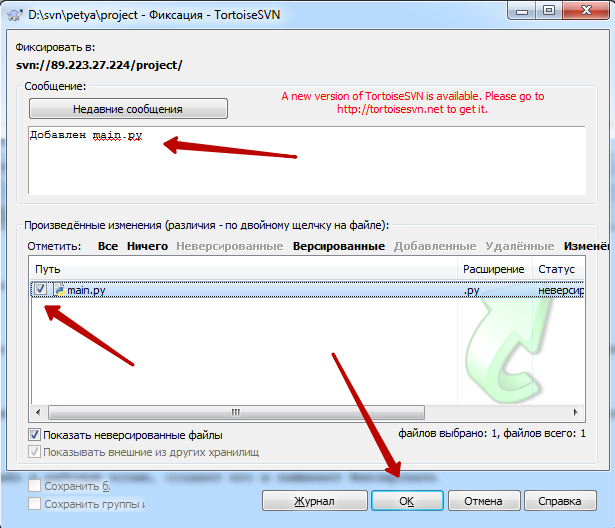 D:\svn\petya\project - Фиксация - TortoiseSVN
Фиксировать в:
svn://89.223.27.224/project/
Сообщение:
Недавние сообщения
A new version of TortoiseSVN is available. Please go to
http://tortoisesvn.net to get it.
Добавлен main.py
Произведённые изменения (различия - по двойному щелчку на файле):
Отметить: Все Ничего Неверсированные Версированные Добавленные Удалённые Изменён
Путь Расширение Статус
main.py .py неверсир
Показать неверсированные файлы
файлов выбрано: 1, файлов всего: 1
Показывать внешние из других хранилищ
Сохранить
Сохранить группы
Журнал OK Отмена Справка